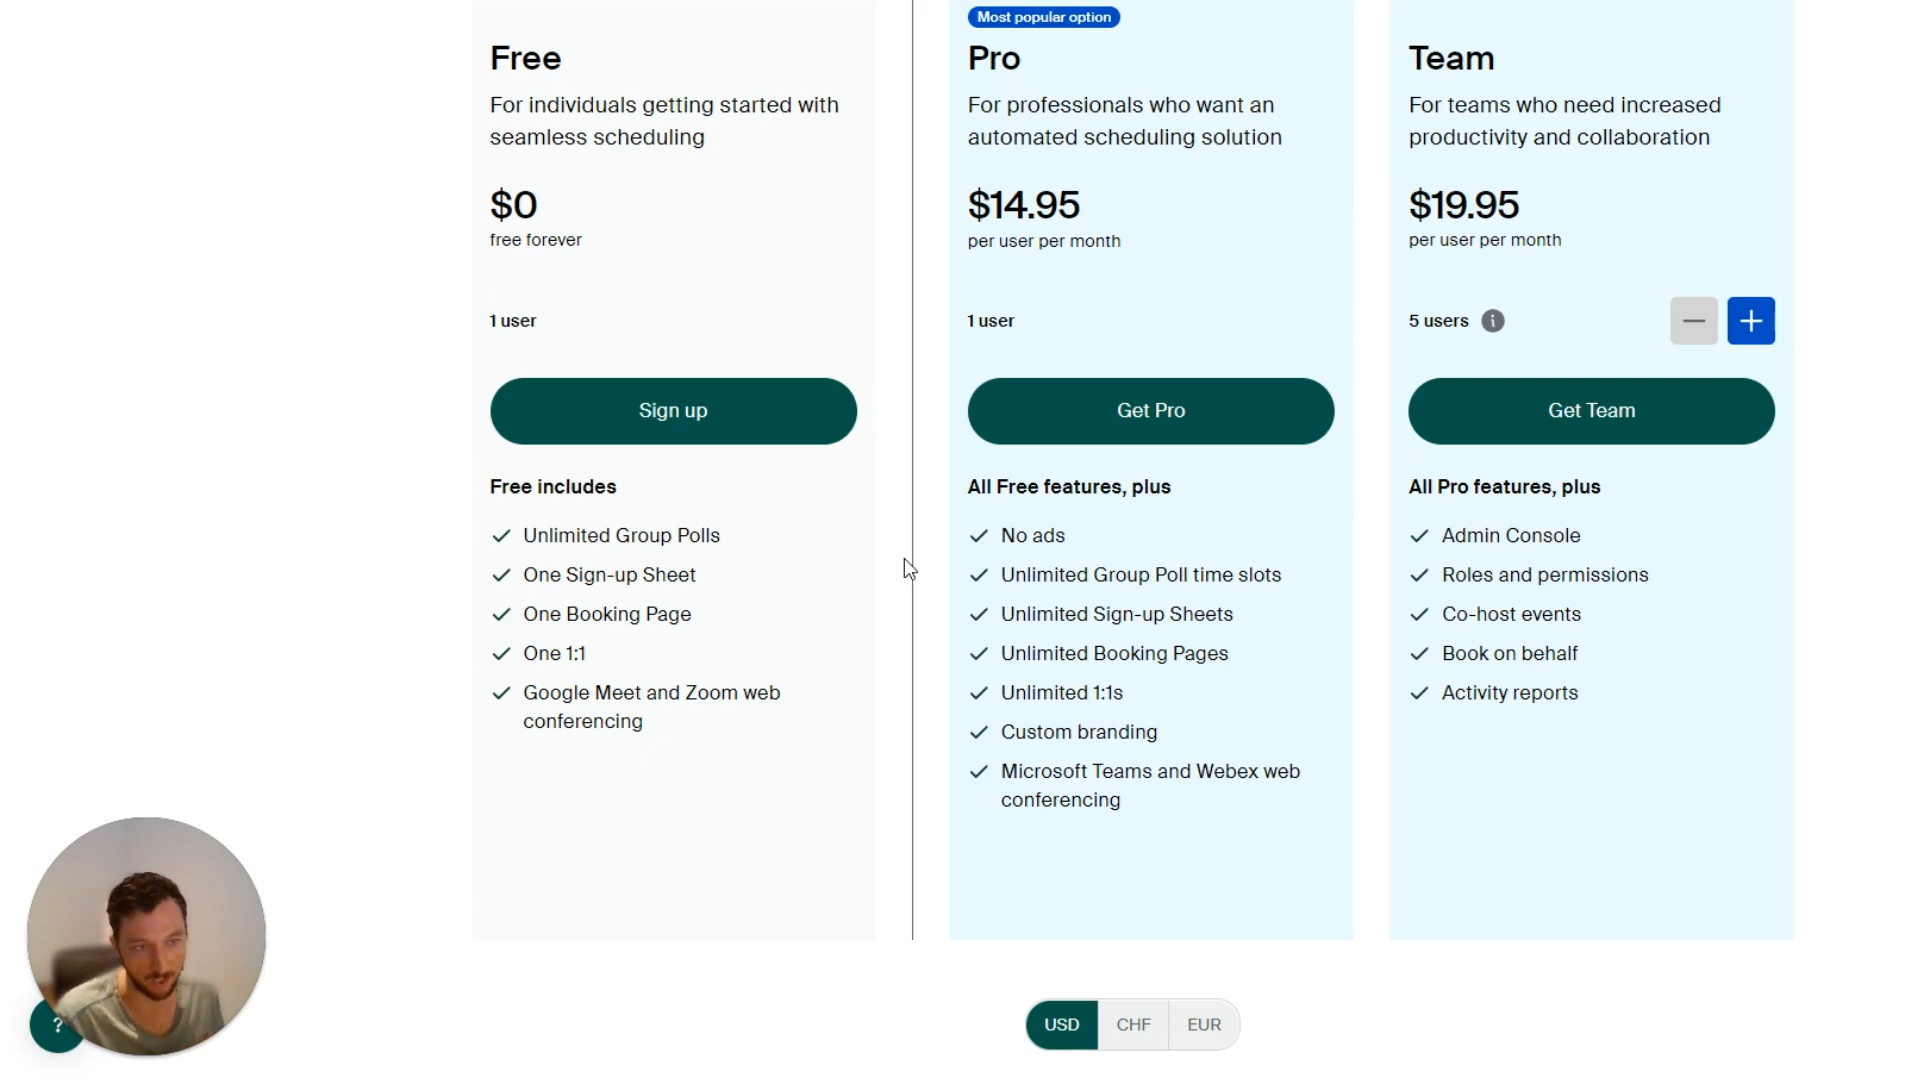 Free
For individuals getting started with
seamless scheduling
$0
free forever
1 user
Sign up
Free includes
Unlimited Group Polls
One Sign-up Sheet
One Booking Page
One 1:1
Google Meet and Zoom web
conferencing
Most popular option
Pro
For professionals who want an
automated scheduling solution
$14.95
per user per month
1 user
Get Pro
All Free features, plus
No ads
Unlimited Group Poll time slots
Unlimited Sign-up Sheets
Unlimited Booking Pages
Unlimited 1:1s
Custom branding
Microsoft Teams and Webex web
conferencing
Team
For teams who need increased
productivity and collaboration
$19.95
per user per month
5 users
Get Team
All Pro features, plus
Admin Console
Roles and permissions
Co-host events
Book on behalf
Activity reports
?
USD CHF EUR